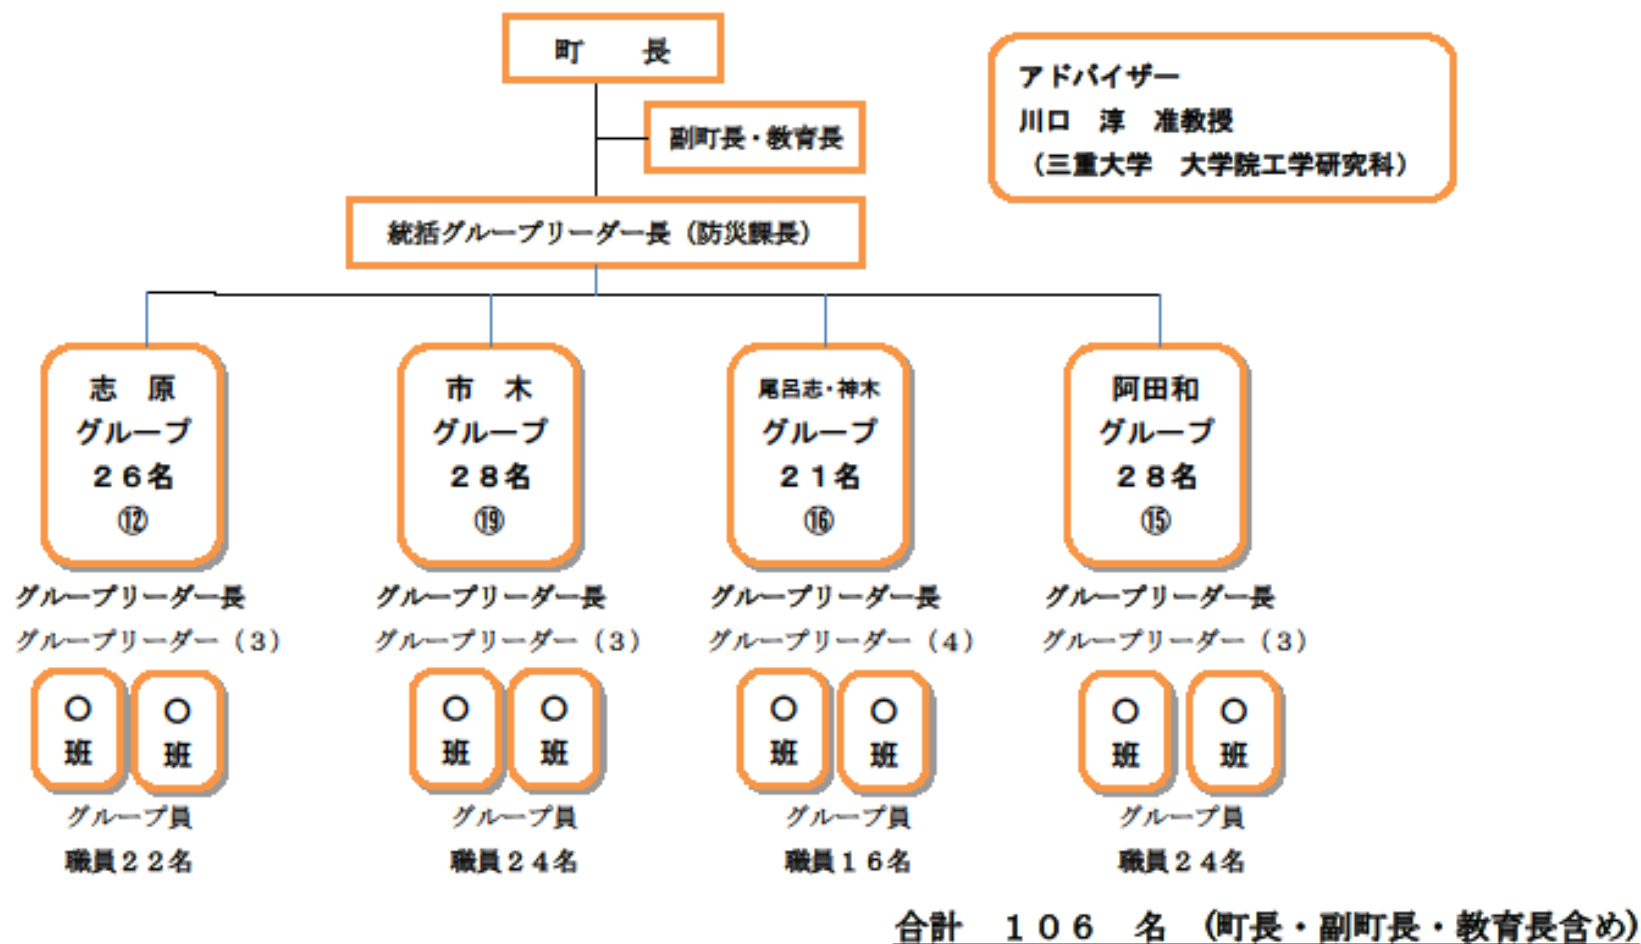 町　長
副町長・教育長
統括グループリーダー長（防災課長）
アドバイザー
川口　淳　准教授
（三重大学　大学院工学研究科）
志　原
グループ
２６名
⑫
グループリーダー長
グループリーダー（３）
〇
班
〇
班
グループ員
職員２２名
市　木
グループ
２８名
⑲
グループリーダー長
グループリーダー（３）
〇
班
〇
班
グループ員
職員２４名
尾呂志・神木
グループ
２１名
⑯
グループリーダー長
グループリーダー（４）
〇
班
〇
班
グループ員
職員１６名
阿田和
グループ
２８名
⑮
グループリーダー長
グループリーダー（３）
〇
班
〇
班
グループ員
職員２４名
合計　１０６　名　（町長・副町長・教育長含め）